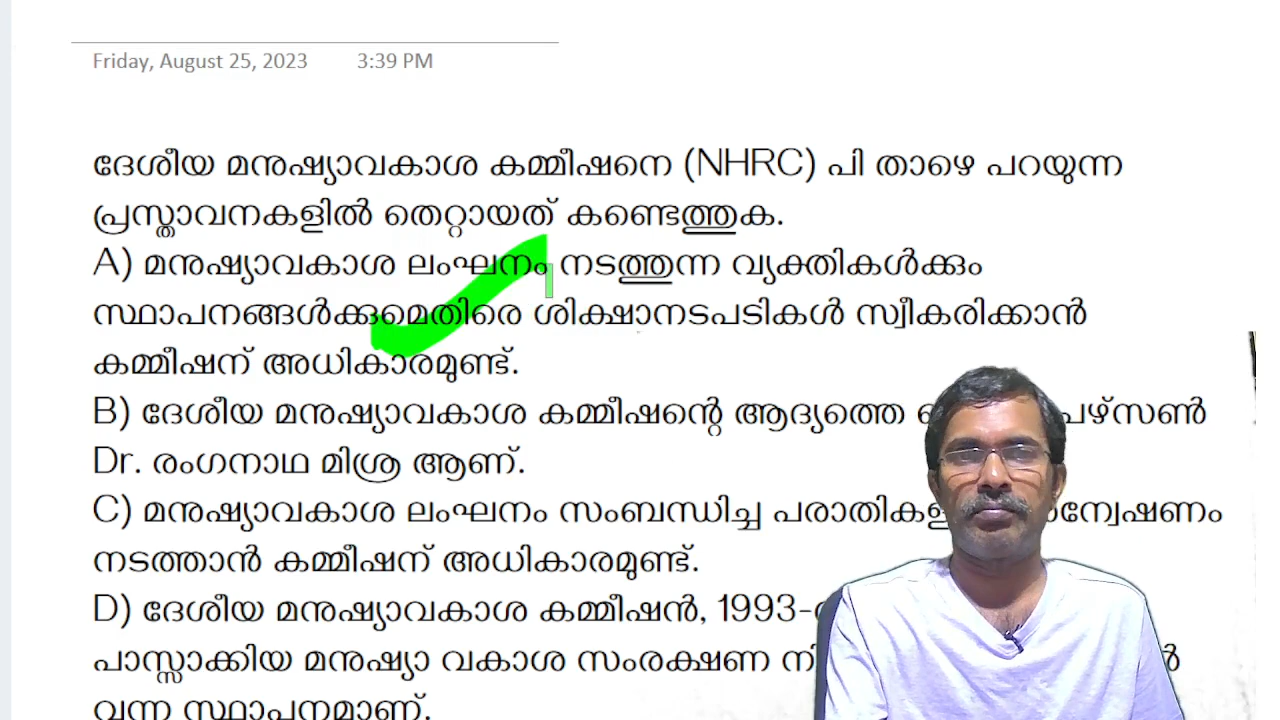 Friday, August 25, 2023 3:39 PM
ദേശീയ മനുഷ്യാവകാശ കമ്മീഷനെ (NHRC) പി താഴെ പറയുന്ന
പ്രസ്താവനകളിൽ തെറ്റായത് കണ്ടെത്തുക.
A) മനുഷ്യാവകാശ ലംഘനം നടത്തുന്ന വ്യക്തികൾക്കും
സ്ഥാപനങ്ങൾക്കുമെതിരെ ശിക്ഷാനടപടികൾ സ്വീകരിക്കാൻ
കമ്മീഷന് അധികാരമുണ്ട്.
B) ദേശീയ മനുഷ്യാവകാശ കമ്മീഷന്റെ ആദ്യത്തെ പഴ്സൺ
Dr. രംഗനാഥ മിശ്ര ആണ്.
C) മനുഷ്യാവകാശ ലംഘനം സംബന്ധിച്ച
നടത്താൻ കമ്മീഷന് അധികാരമുണ്ട്.
D) ദേശീയ മനുഷ്യാവകാശ കമ്മീഷൻ, 1993-
പാസ്സാക്കിയ മനുഷ്യാ വകാശ സംരക്ഷണ
വന്ന സ്ഥാപനമാണ്.